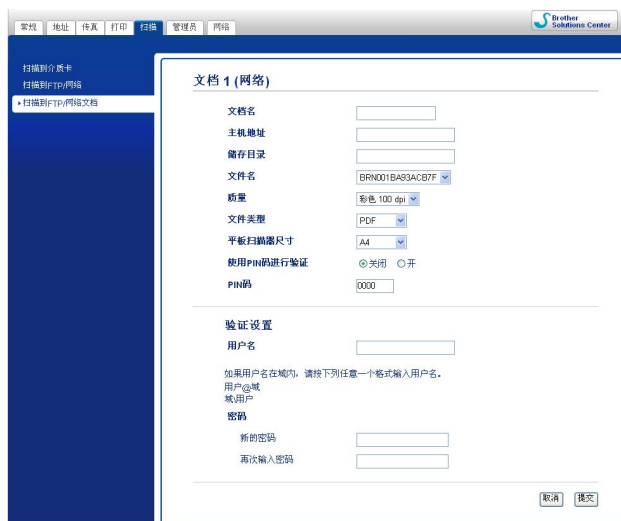 Brother
Solutions Center
常规 地址 传真 打印 扫描 管理员 网络
扫描到介质卡
扫描到FTP/网络
扫描到FTP/网络文档
文档 1 (网络)
文档名
主机地址
储存目录
文件名 BRN001BA93ACB7F
质量 彩色 100 dpi
文件类型 PDF
平板扫描器尺寸 A4
使用PIN码进行验证 关闭 开
PIN码 0000
验证设置
用户名
如果用户名在域内，请按下列任意一个格式输入用户名。
用户@域
域\用户
密码
新的密码
再次输入密码
取消 提交